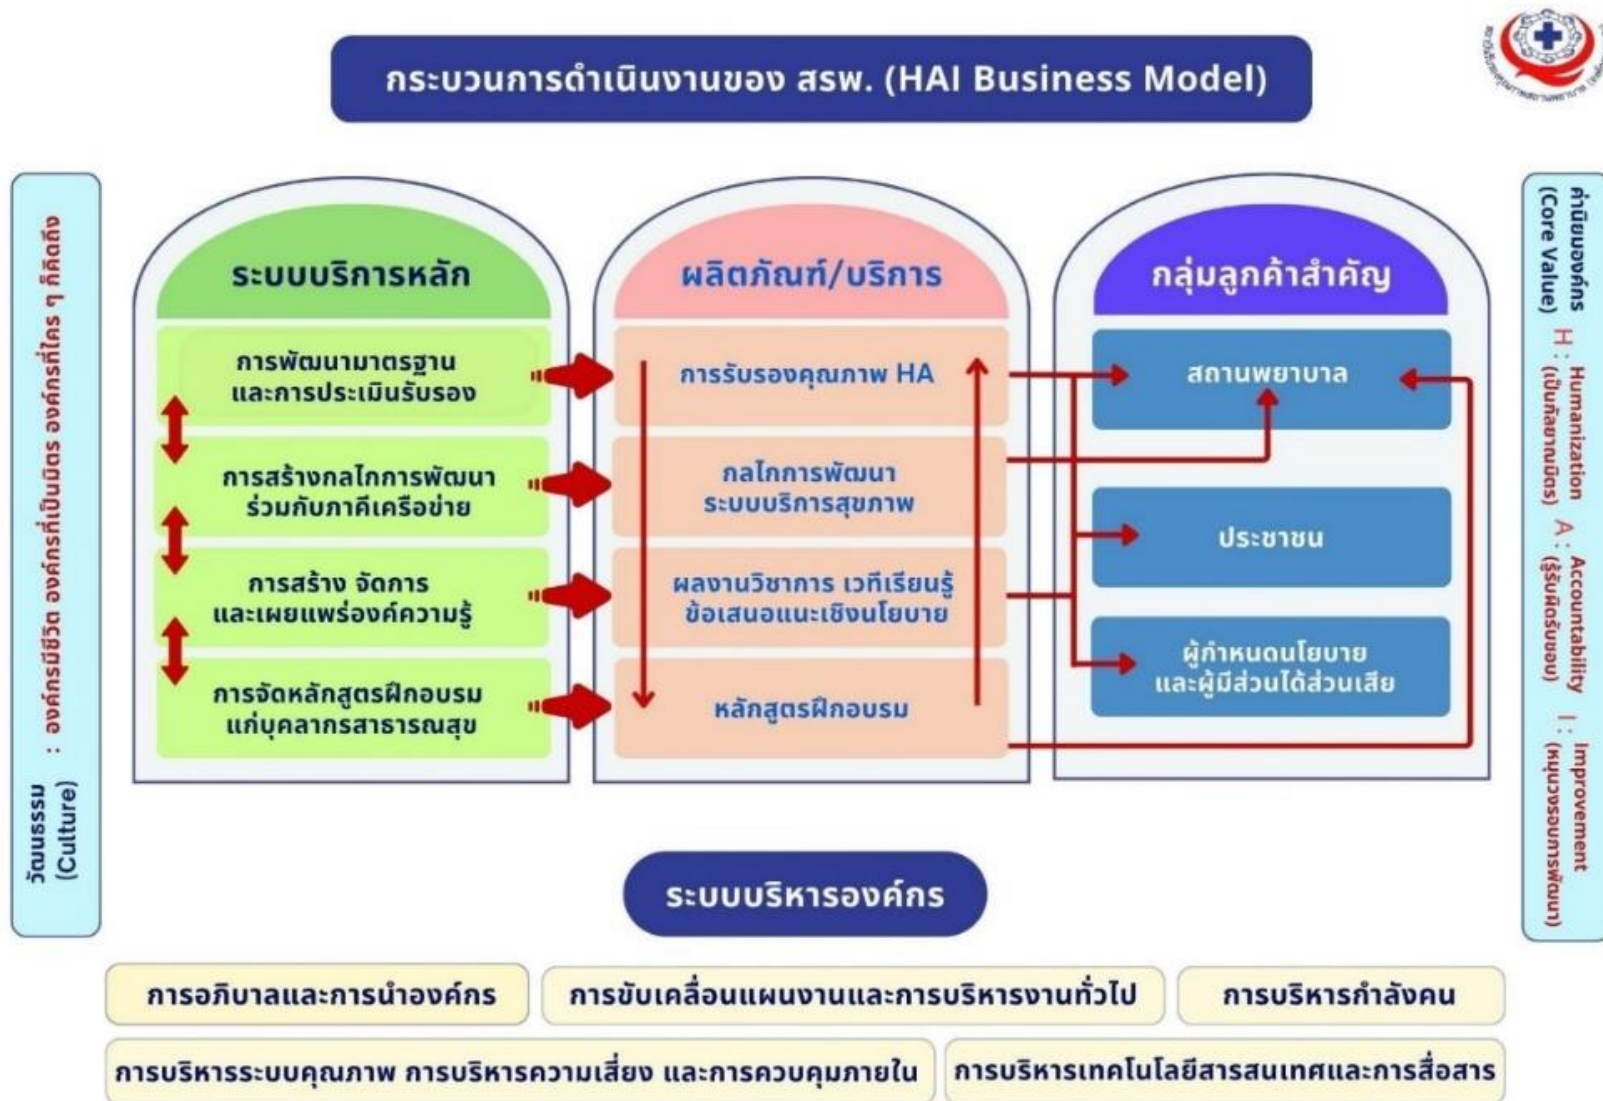 กระบวนการดำเนินงานของ สรพ. (HAI Business Model)
วัฒนธรรม : องค์กรมีชีวิต องค์กรที่เป็นมิตร องค์กรที่ใคร ๆ ก็คิดถึง
(Culture)
ระบบบริการหลัก
การพัฒนามาตรฐาน
และการประเมินรับรอง
การสร้างกลไกการพัฒนา
ร่วมกับภาคีเครือข่าย
การสร้าง จัดการ
และเผยแพร่องค์ความรู้
การจัดหลักสูตรฝึกอบรม
แก่บุคลากรสาธารณสุข
ผลิตภัณฑ์/บริการ
การรับรองคุณภาพ HA
กลไกการพัฒนา
ระบบบริการสุขภาพ
ผลงานวิชาการ เวทีเรียนรู้
ข้อเสนอแนะเชิงนโยบาย
หลักสูตรฝึกอบรม
กลุ่มลูกค้าสำคัญ
สถานพยาบาล
ประชาชน
ผู้กำหนดนโยบาย
และผู้มีส่วนได้ส่วนเสีย
ค่านิยมองค์กร
(Core Value)
H : Humanization
(เป็นกัลยาณมิตร)
A : Accountability
(รู้รับผิดรับชอบ)
I : Improvement
(หมุนวงรอบการพัฒนา)
ระบบบริหารองค์กร
การอภิบาลและการนำองค์กร
การขับเคลื่อนแผนงานและการบริหารงานทั่วไป
การบริหารกำลังคน
การบริหารระบบคุณภาพ การบริหารความเสี่ยง และการควบคุมภายใน
การบริหารเทคโนโลยีสารสนเทศและการสื่อสาร